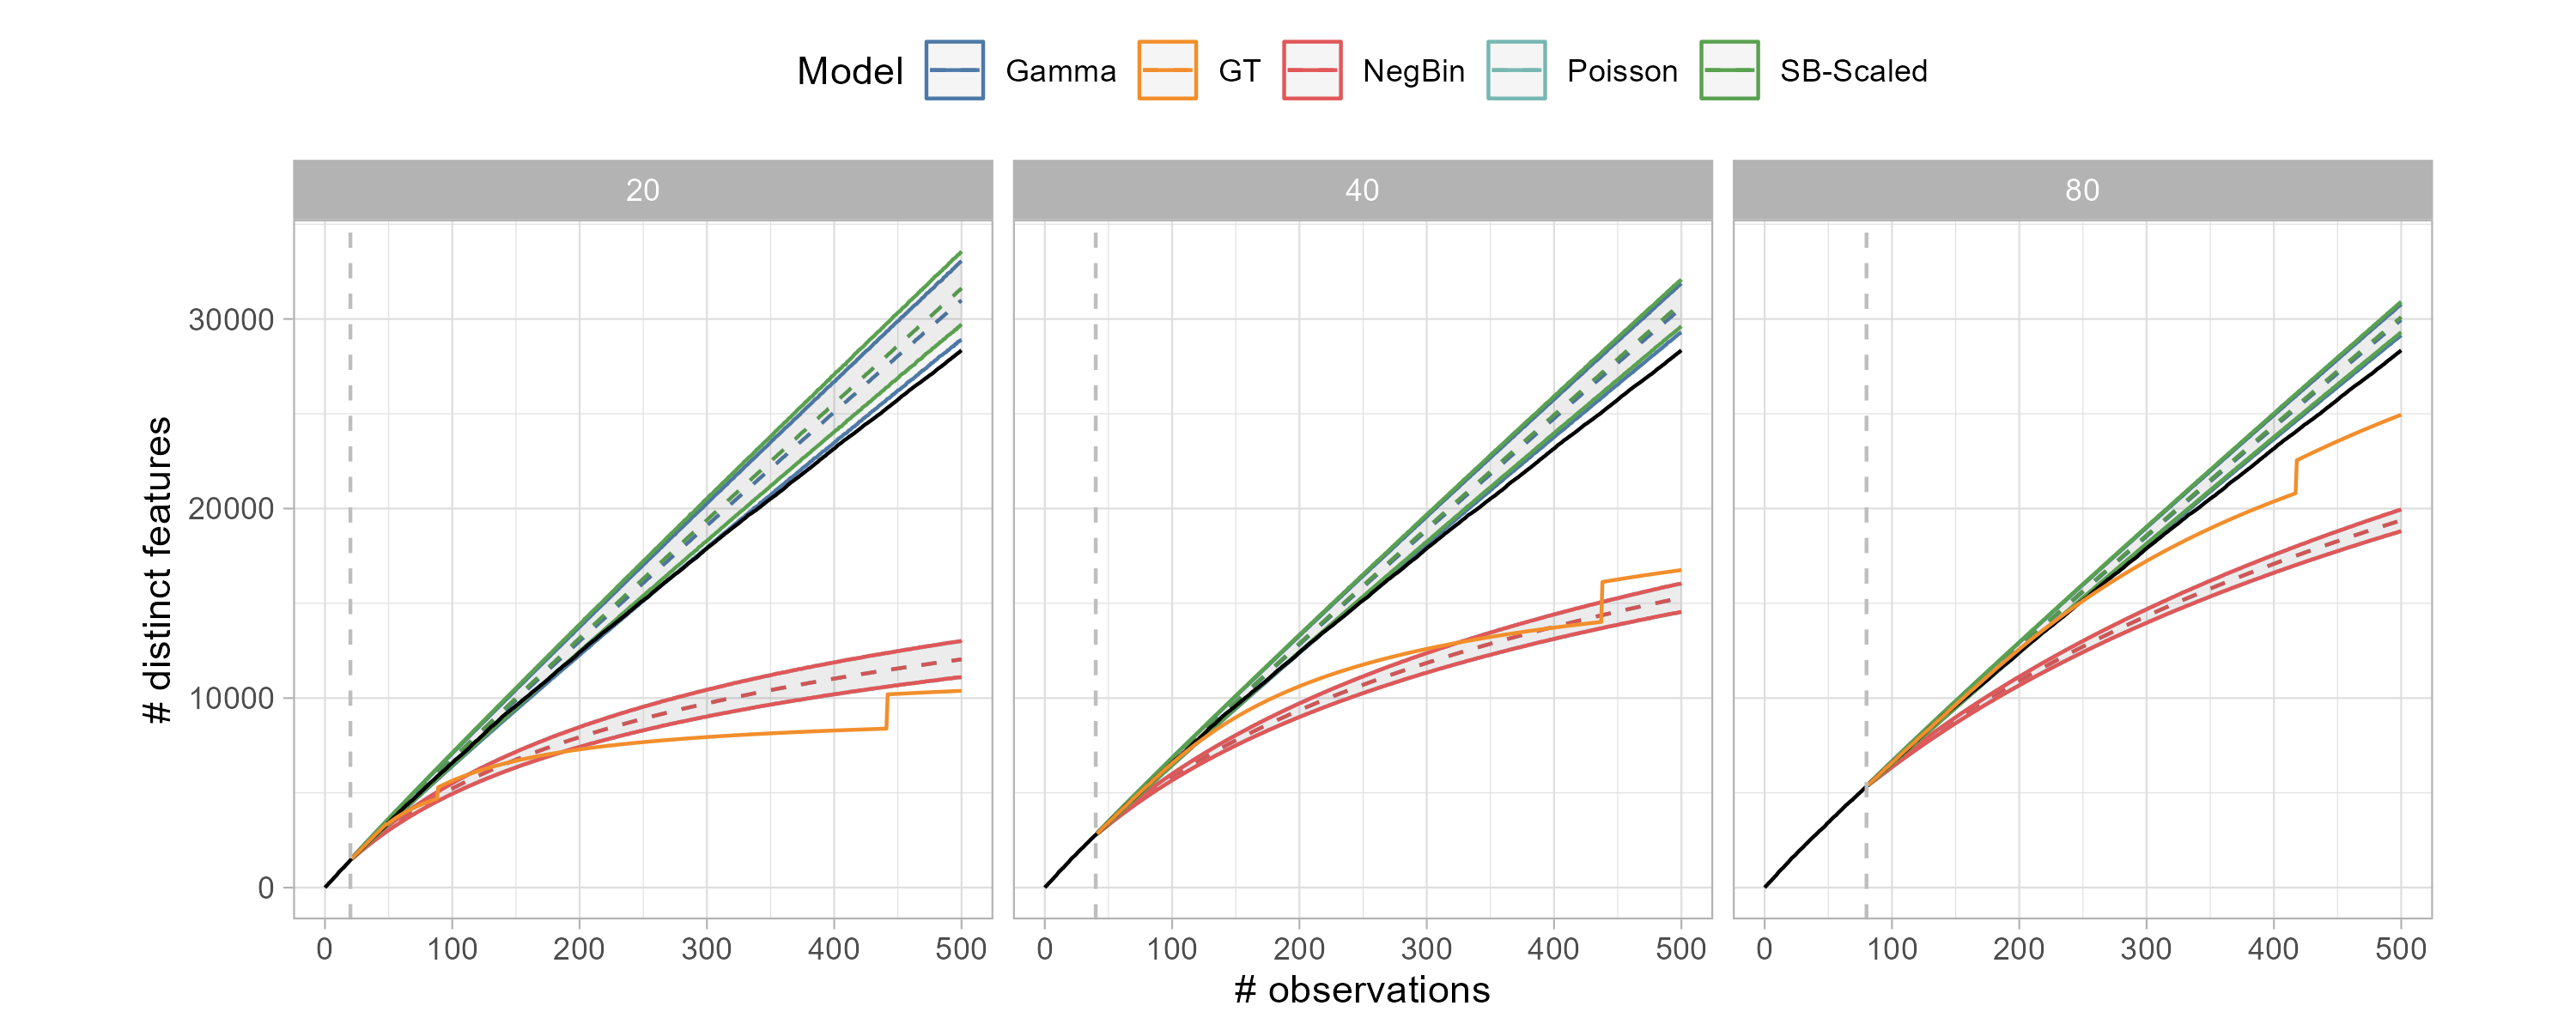 Model Gamma GT NegBin Poisson SB-Scaled
20 40 80
# distinct features
30000
20000
10000
0
0 100 200 300 400 500 0 100 200 300 400 500 0 100 200 300 400 500
# observations